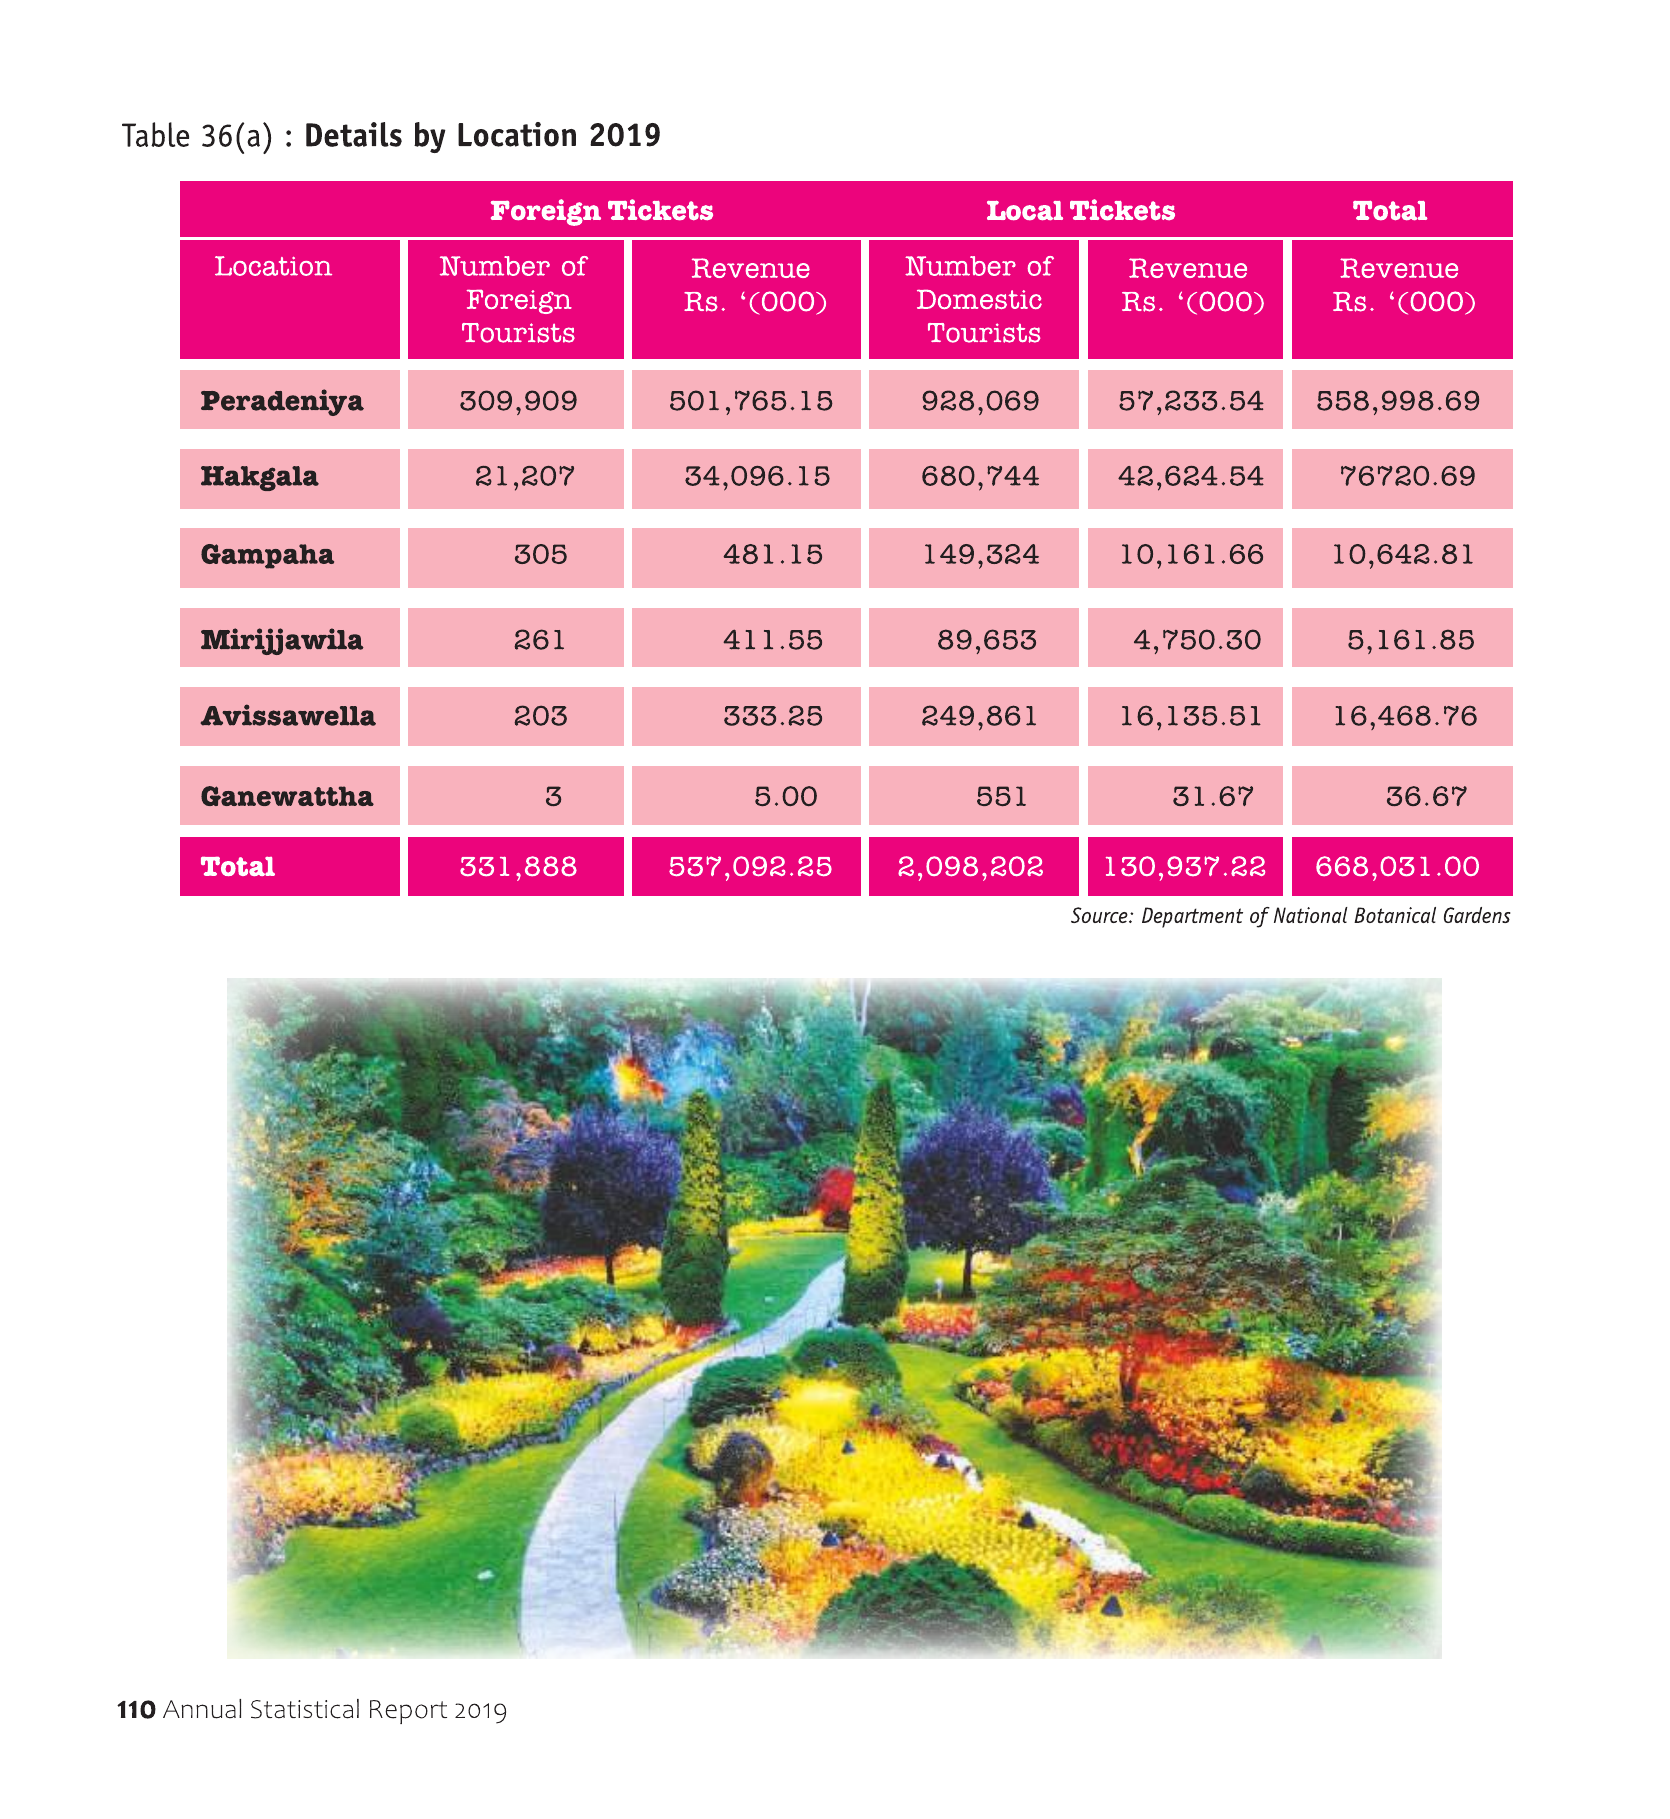 Table 36(a) : Details by Location 2019
Foreign Tickets Local Tickets Total
Location Number of Foreign Tourists Revenue Rs. ‘(000) Number of Domestic Tourists Revenue Rs. ‘(000) Revenue Rs. ‘(000)
Peradeniya 309,909 501,765.15 928,069 57,233.54 558,998.69
Hakgala 21,207 34,096.15 680,744 42,624.54 76720.69
Gampaha 305 481.15 149,324 10,161.66 10,642.81
Mirijjawila 261 411.55 89,653 4,750.30 5,161.85
Avissawella 203 333.25 249,861 16,135.51 16,468.76
Ganewattha 3 5.00 551 31.67 36.67
Total 331,888 537,092.25 2,098,202 130,937.22 668,031.00
Source: Department of National Botanical Gardens
110 Annual Statistical Report 2019